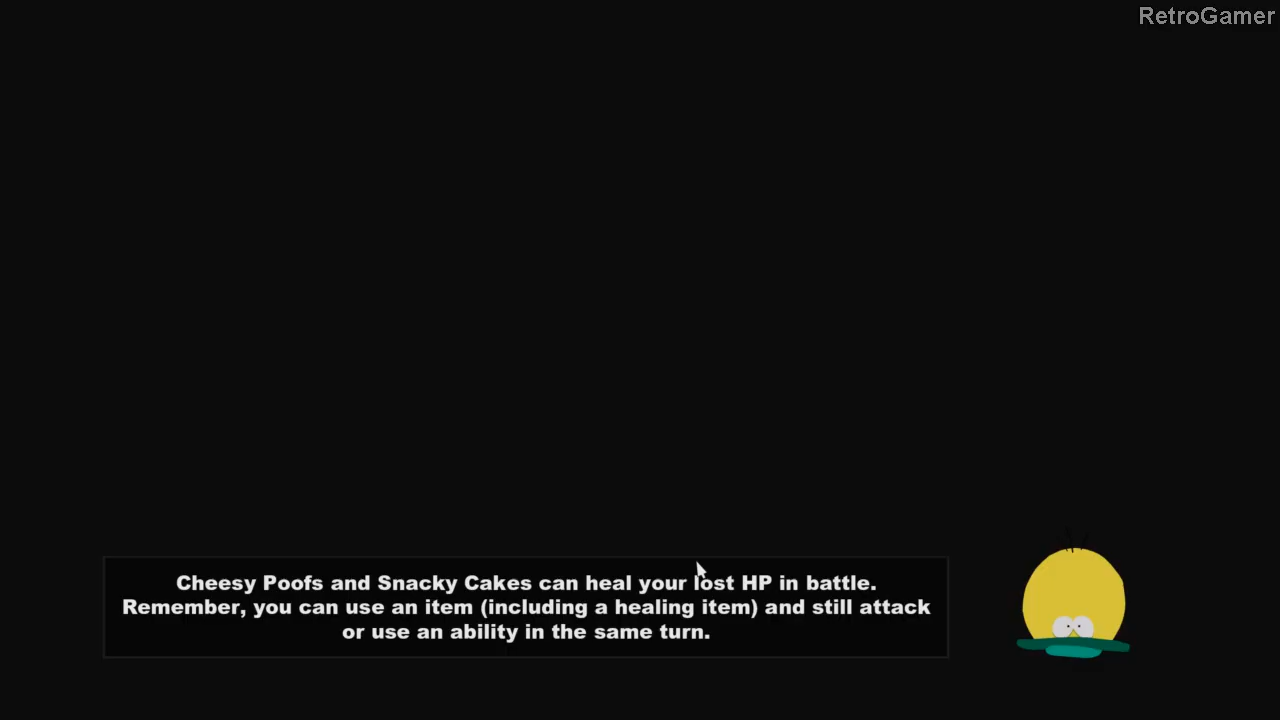 RetroGamer
Cheesy Poofs and Snacky Cakes can heal your lost HP in battle.
Remember, you can use an item (including a healing item) and still attack
or use an ability in the same turn.